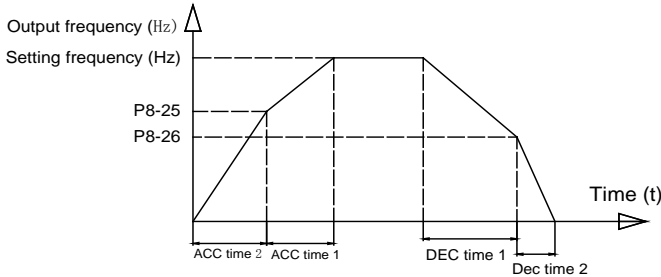 Output frequency (Hz)
Setting frequency (Hz)
P8-25
P8-26
Time (t)
ACC time 2
ACC time 1
DEC time 1
Dec time 2